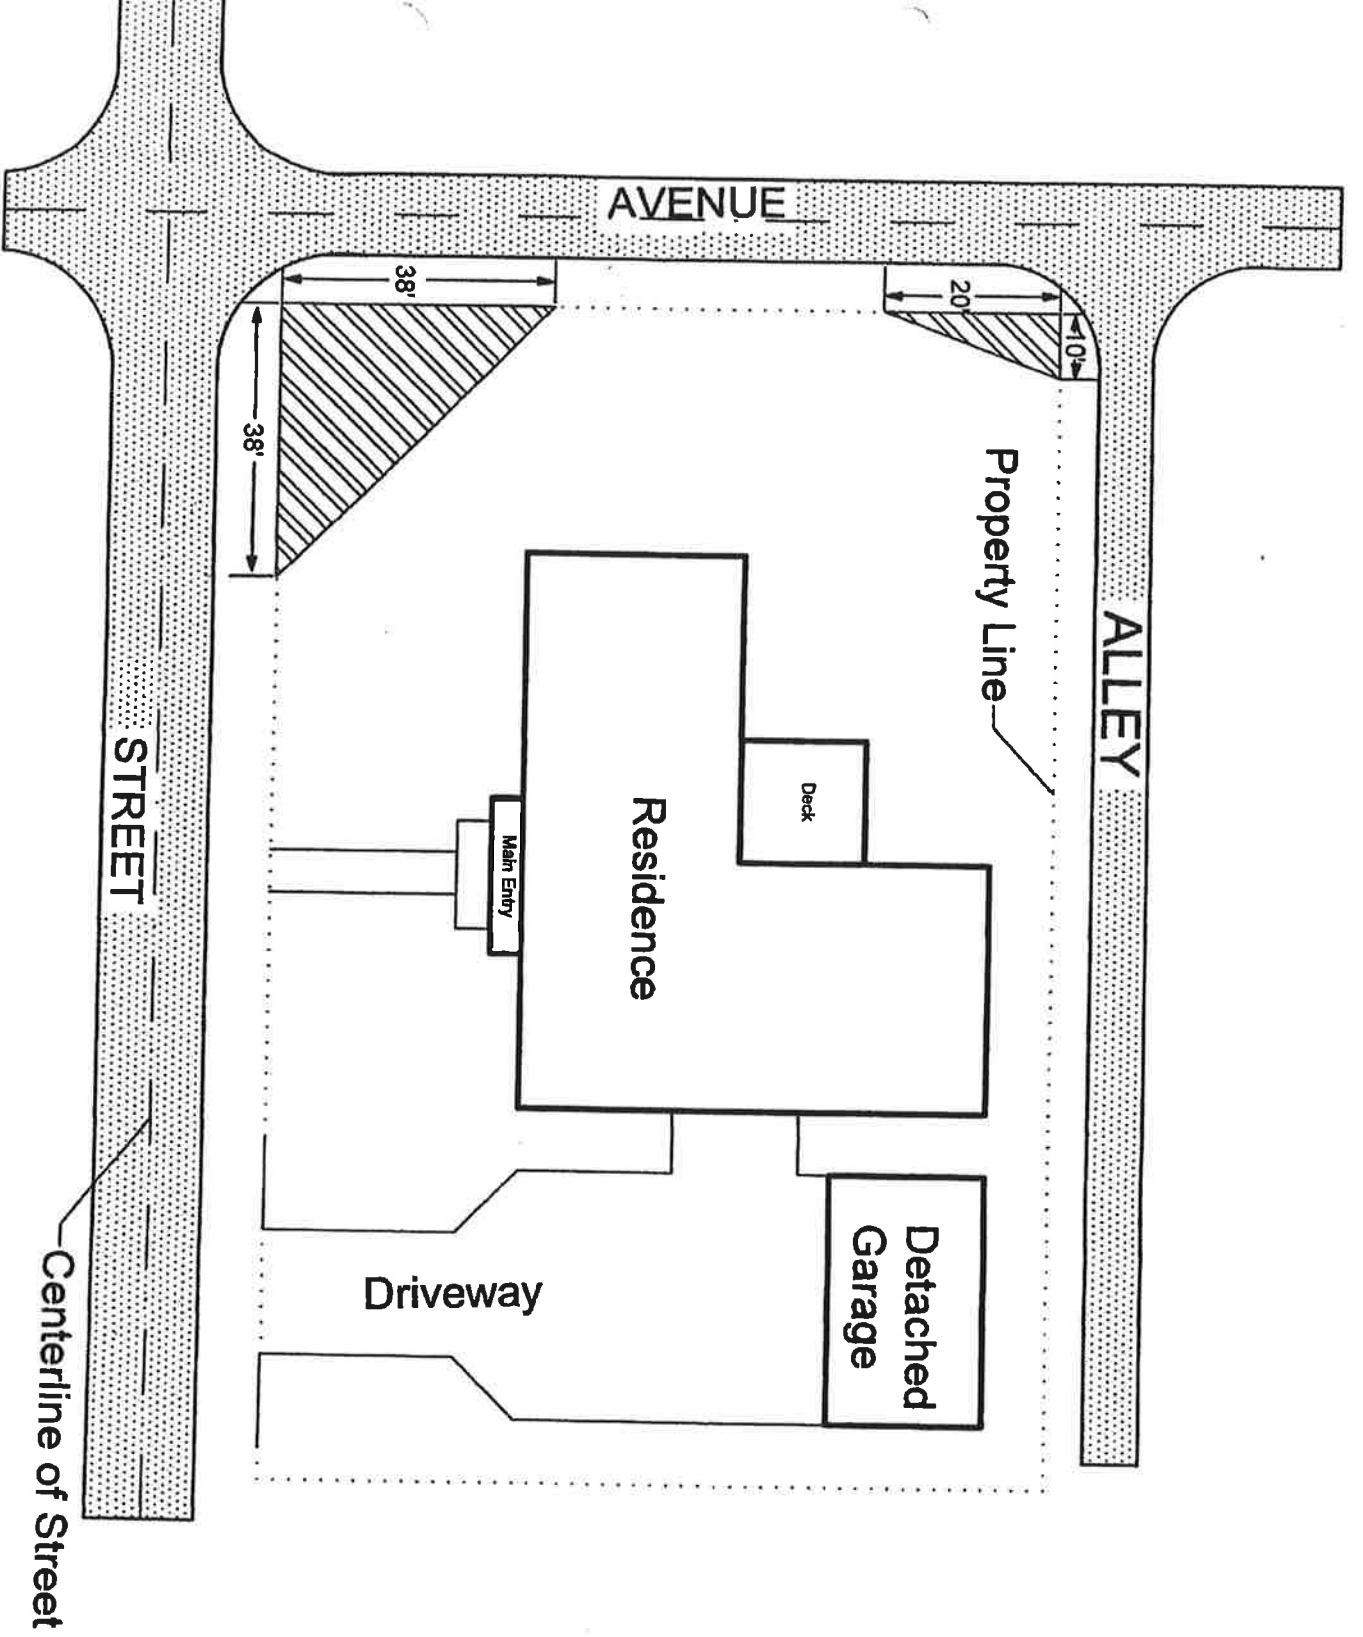 AVENUE
38'
20'
10'
38'
Property Line
ALLEY
STREET
Deck
Residence
Main Entry
Detached
Garage
Driveway
Centerline of Street